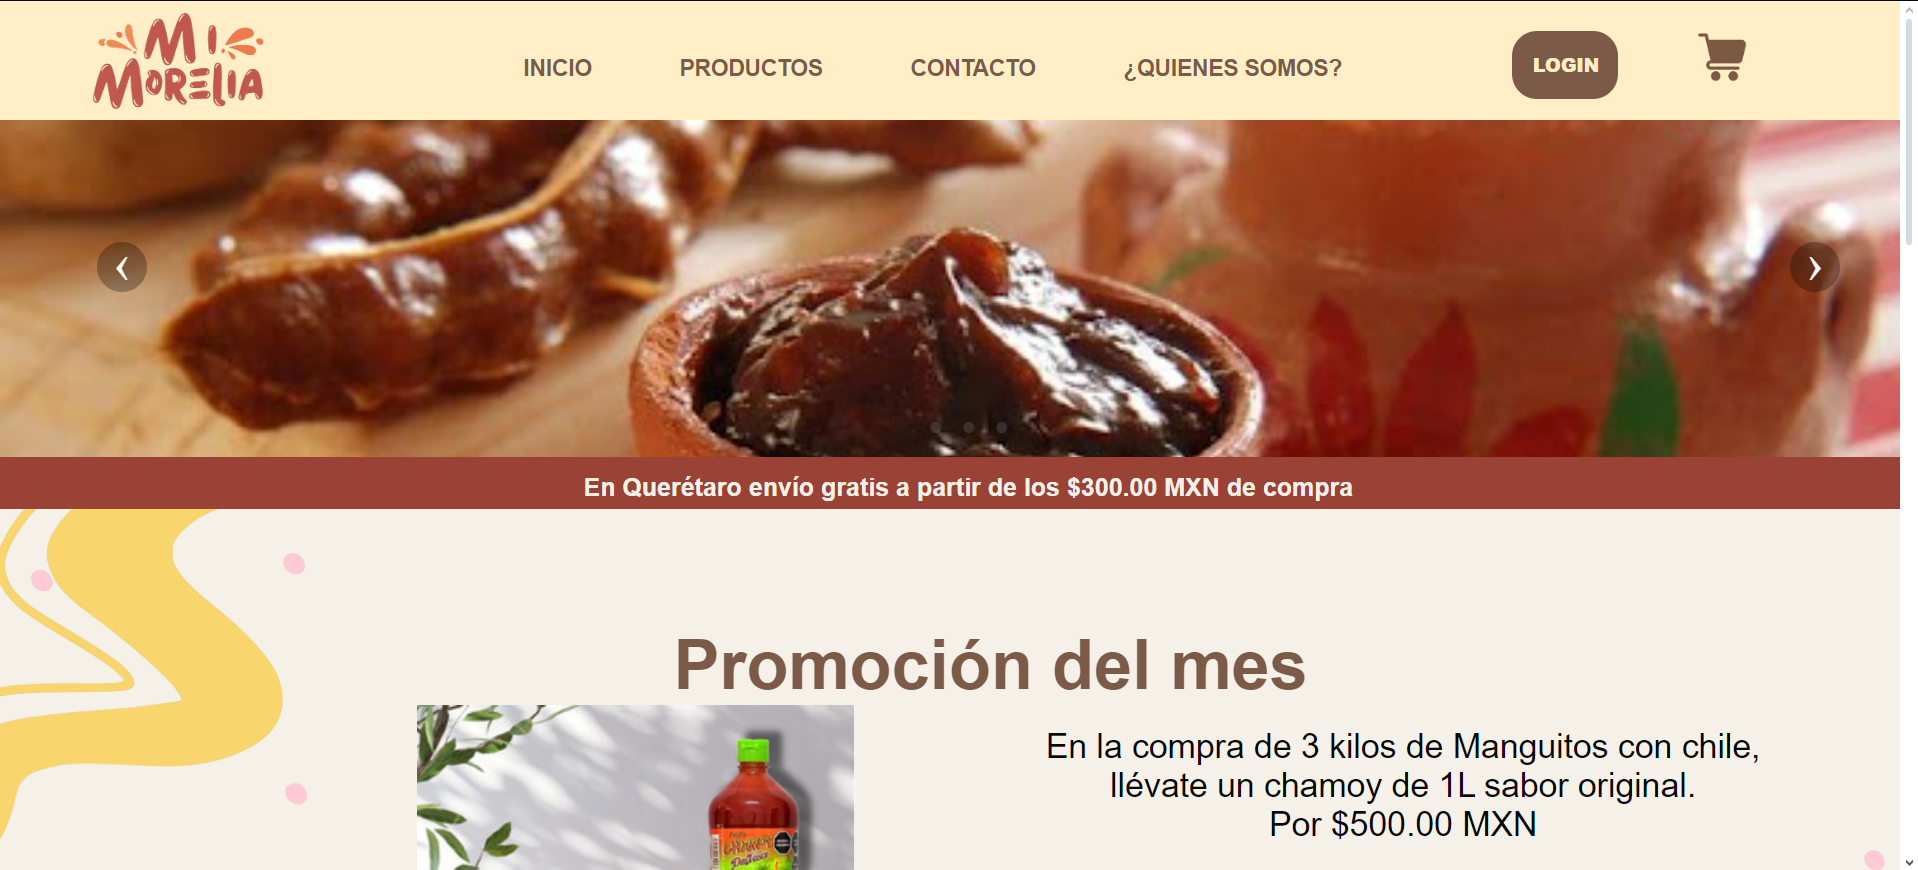 MI
MORELIA
INICIO
PRODUCTOS
CONTACTO
¿QUIENES SOMOS?
LOGIN
En Querétaro envío gratis a partir de los $300.00 MXN de compra
Promoción del mes
En la compra de 3 kilos de Manguitos con chile,
llévate un chamoy de 1L sabor original.
Por $500.00 MXN
CHAMOY